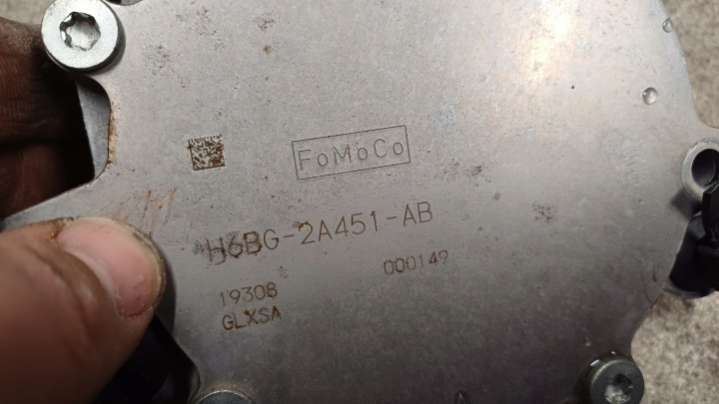 FoMoCo
H6BG-2A451-AB
19308 000149
GLXSA